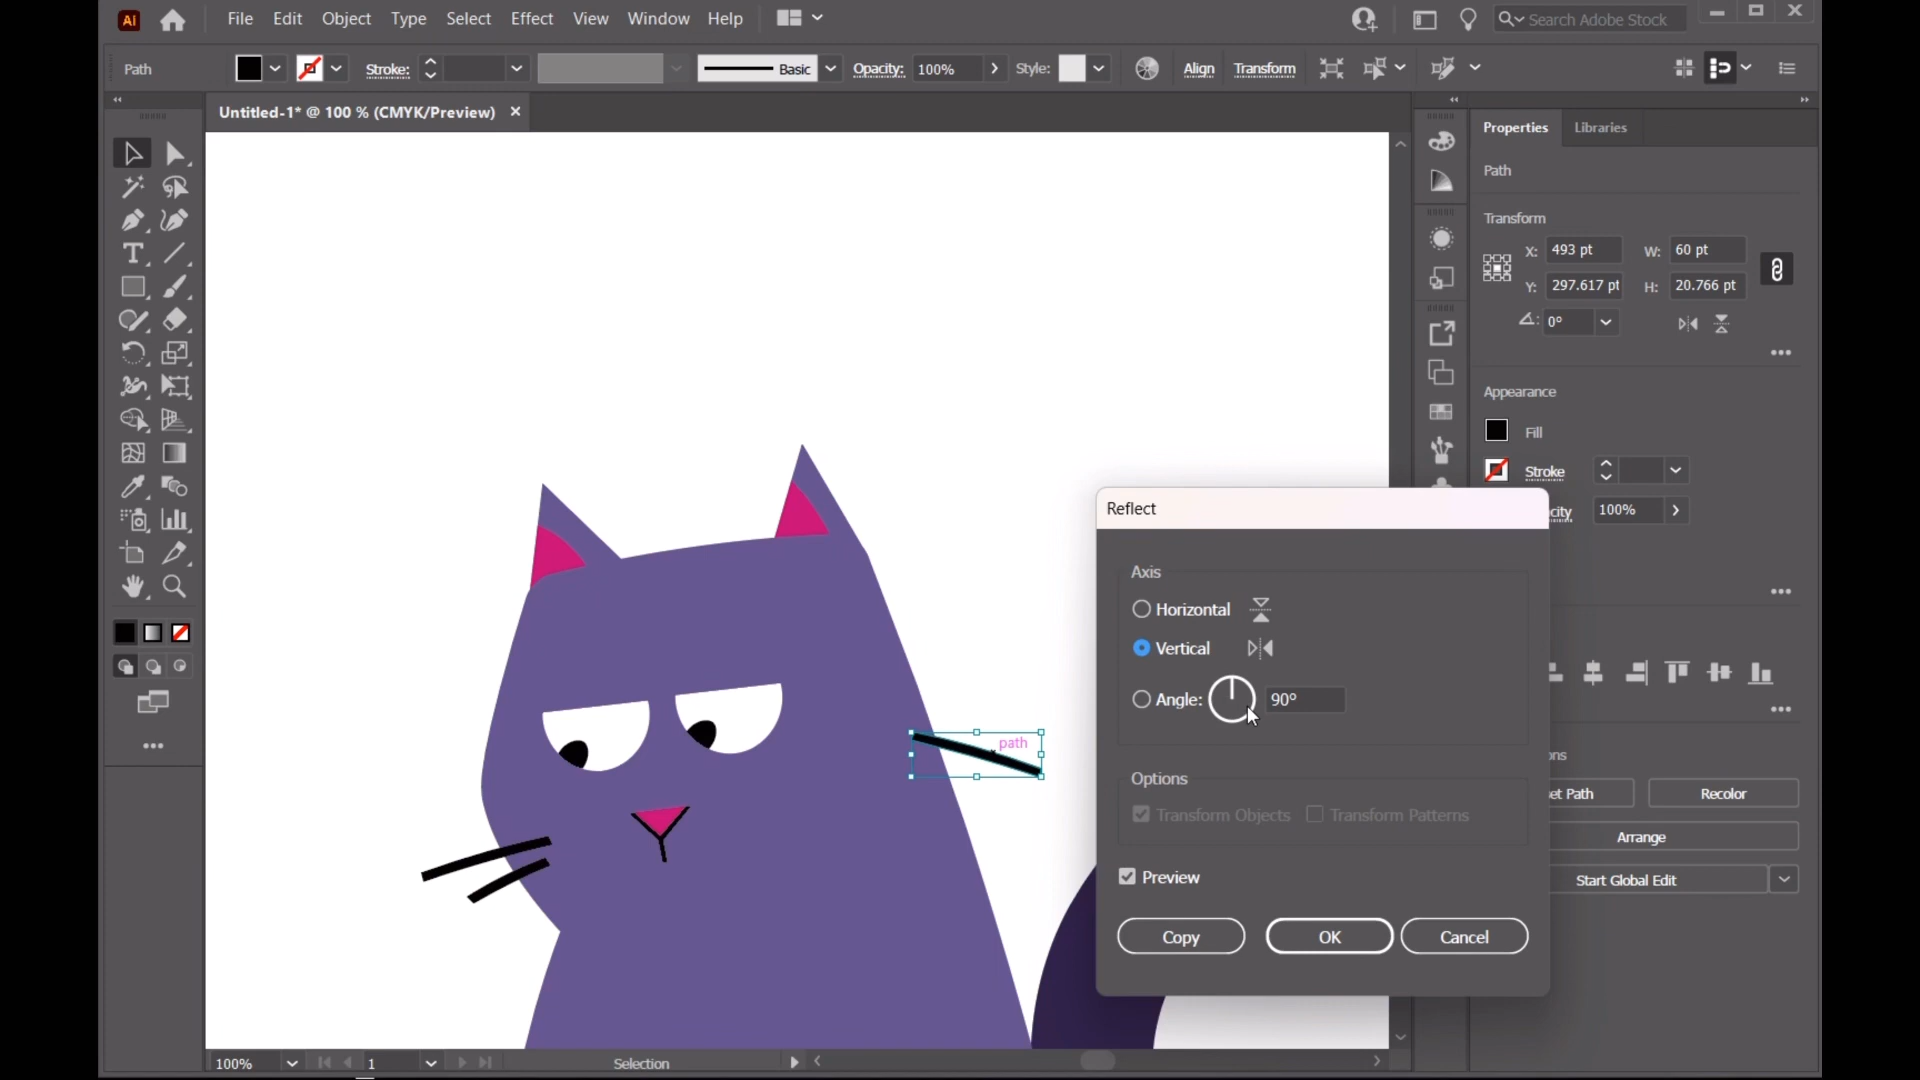 Ai File Edit Object Type Select Effect View Window Help Search Adobe Stock
Path Stroke: Basic Opacity: 100% Style: Align Transform
Untitled-1* @ 100 % (CMYK/Preview)
Properties Libraries
Path
Transform
X: 493 pt W: 60 pt
Y: 297.617 pt H: 20.766 pt
0°
Appearance
Fill
Stroke
city 100%
Reflect
Axis
Horizontal
Vertical
Angle: 90°
Options
Transform Objects Transform Patterns
Preview
Copy OK Cancel
path
ons
et Path Recolor
Arrange
Start Global Edit
100% 1 Selection